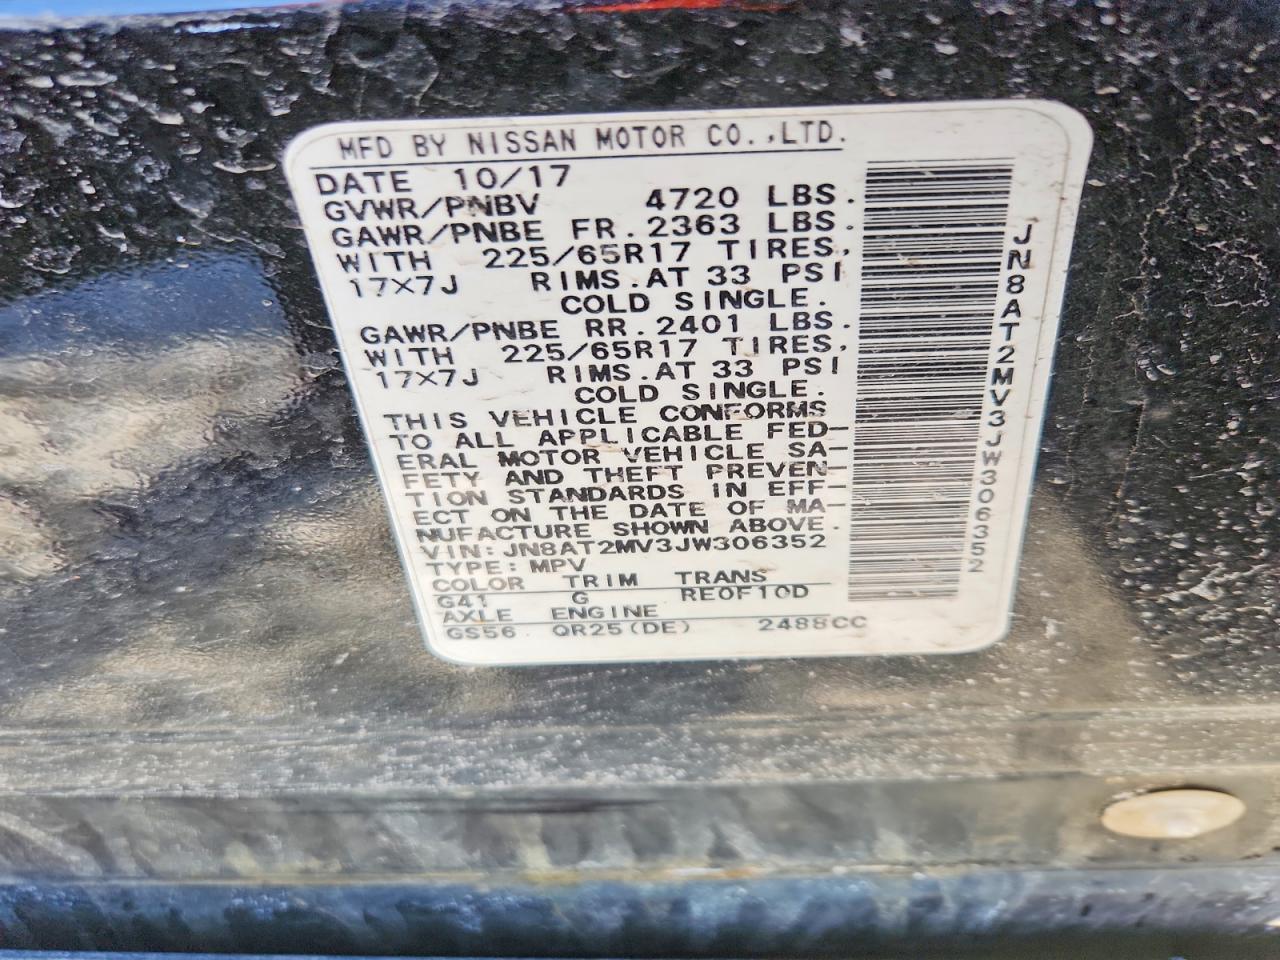 MFD BY NISSAN MOTOR CO.,LTD.
DATE 10/17
GVWR/PNBV 4720 LBS.
GAWR/PNBE FR.2363 LBS.
WITH 225/65R17 TIRES,
17X7J RIMS.AT 33 PSI
COLD SINGLE.
GAWR/PNBE RR.2401 LBS.
WITH 225/65R17 TIRES,
17X7J RIMS.AT 33 PSI
COLD SINGLE.
THIS VEHICLE CONFORMS
TO ALL APPLICABLE FED-
ERAL MOTOR VEHICLE SA-
FETY AND THEFT PREVEN-
TION STANDARDS IN EFF-
ECT ON THE DATE OF MA-
NUFACTURE SHOWN ABOVE.
VIN:JN8AT2MV3JW306352
TYPE:MPV
COLOR TRIM TRANS
G41 G RE0F10D
AXLE ENGINE
GS56 QR25(DE) 2488CC
JN8AT2MV3JW306352